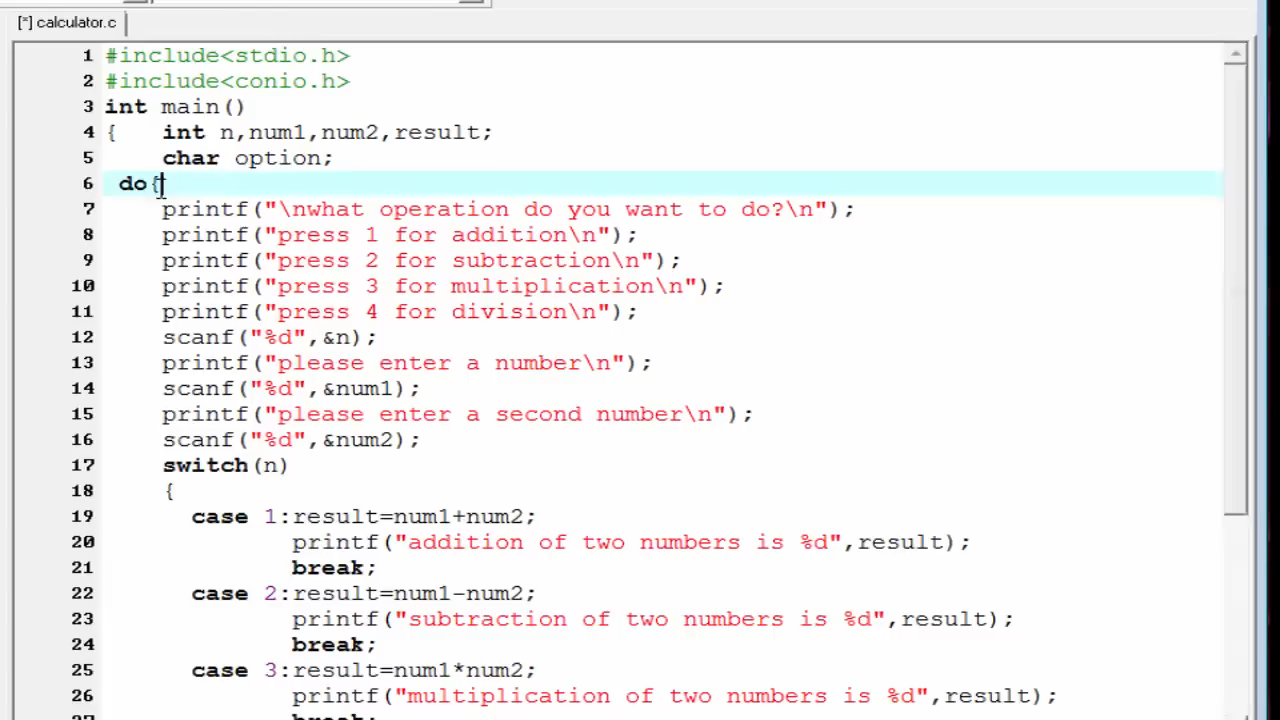 [*] calculator.c
1 #include<stdio.h>
2 #include<conio.h>
3 int main()
4 {   int n,num1,num2,result;
5     char option;
6  do{
7     printf("\nwhat operation do you want to do?\n");
8     printf("press 1 for addition\n");
9     printf("press 2 for subtraction\n");
10     printf("press 3 for multiplication\n");
11     printf("press 4 for division\n");
12     scanf("%d",&n);
13     printf("please enter a number\n");
14     scanf("%d",&num1);
15     printf("please enter a second number\n");
16     scanf("%d",&num2);
17     switch(n)
18     {
19       case 1:result=num1+num2;
20              printf("addition of two numbers is %d",result);
21              break;
22       case 2:result=num1-num2;
23              printf("subtraction of two numbers is %d",result);
24              break;
25       case 3:result=num1*num2;
26              printf("multiplication of two numbers is %d",result);
27              break;